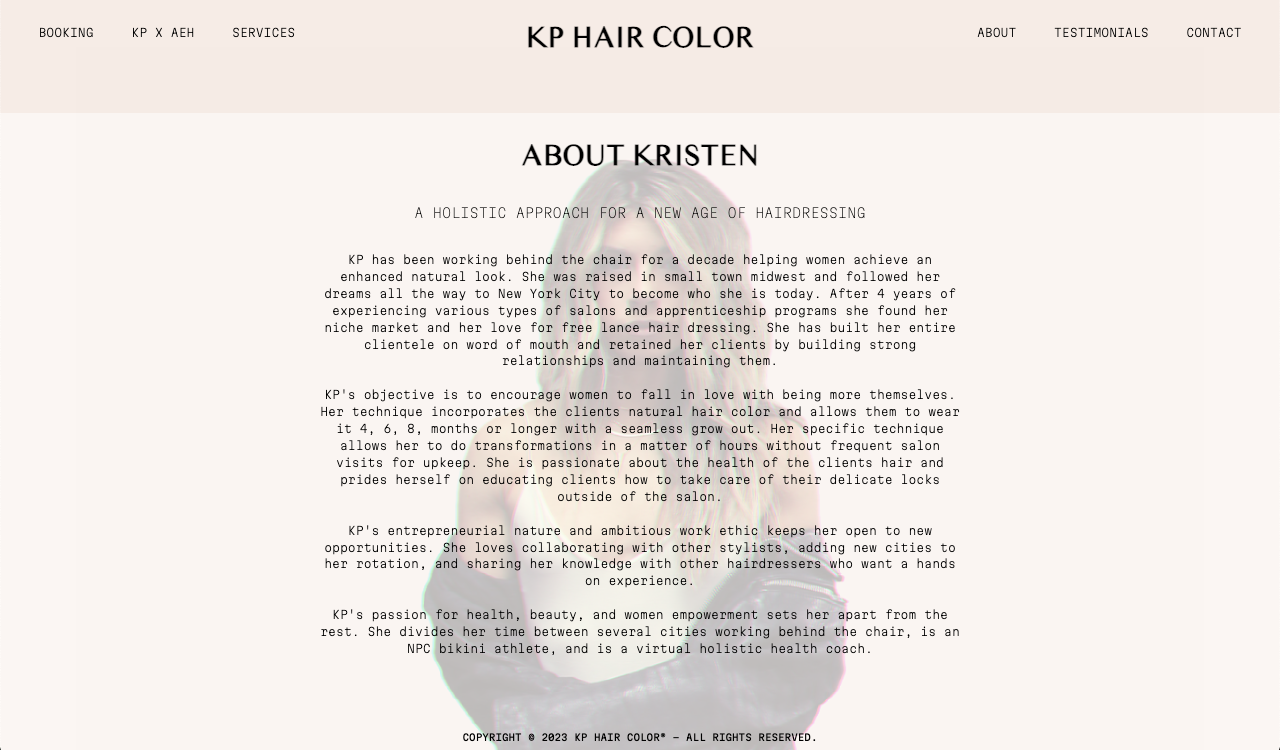 BOOKING KP X AEH SERVICES KP HAIR COLOR ABOUT TESTIMONIALS CONTACT
ABOUT KRISTEN
A HOLISTIC APPROACH FOR A NEW AGE OF HAIRDRESSING
KP has been working behind the chair for a decade helping women achieve an
enhanced natural look. She was raised in small town midwest and followed her
dreams all the way to New York City to become who she is today. After 4 years of
experiencing various types of salons and apprenticeship programs she found her
niche market and her love for free lance hair dressing. She has built her entire
clientele on word of mouth and retained her clients by building strong
relationships and maintaining them.
KP's objective is to encourage women to fall in love with being more themselves.
Her technique incorporates the clients natural hair color and allows them to wear
it 4, 6, 8, months or longer with a seamless grow out. Her specific technique
allows her to do transformations in a matter of hours without frequent salon
visits for upkeep. She is passionate about the health of the clients hair and
prides herself on educating clients how to take care of their delicate locks
outside of the salon.
KP's entrepreneurial nature and ambitious work ethic keeps her open to new
opportunities. She loves collaborating with other stylists, adding new cities to
her rotation, and sharing her knowledge with other hairdressers who want a hands
on experience.
KP's passion for health, beauty, and women empowerment sets her apart from the
rest. She divides her time between several cities working behind the chair, is an
NPC bikini athlete, and is a virtual holistic health coach.
COPYRIGHT © 2023 KP HAIR COLOR® – ALL RIGHTS RESERVED.